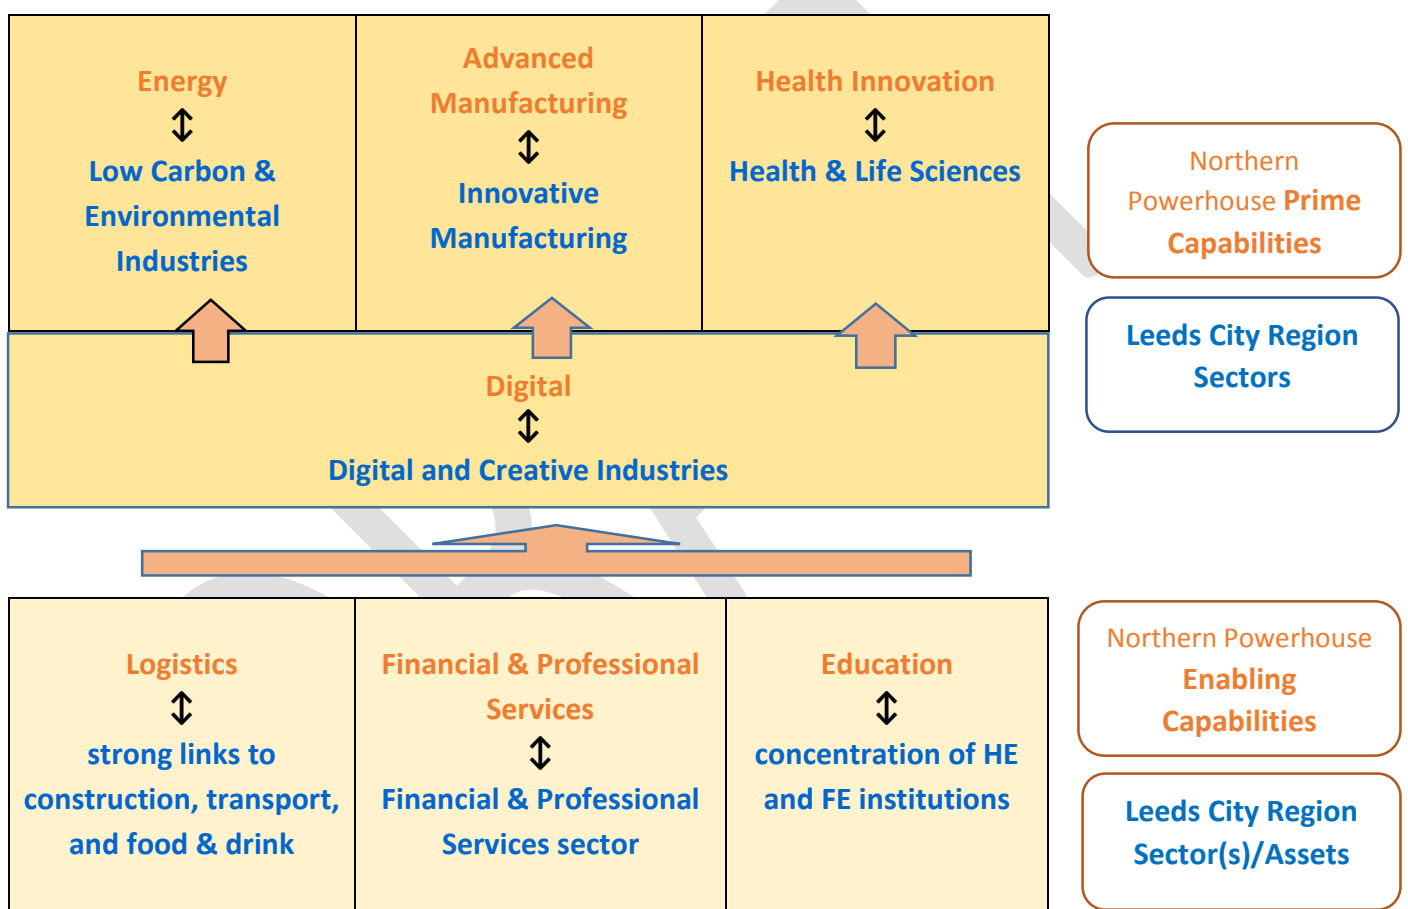 Energy
Low Carbon &
Environmental
Industries
Advanced
Manufacturing
Innovative
Manufacturing
Health Innovation
Health & Life Sciences
Northern
Powerhouse Prime
Capabilities
Leeds City Region
Sectors
Digital
Digital and Creative Industries
Logistics
strong links to
construction, transport,
and food & drink
Financial & Professional
Services
Financial & Professional
Services sector
Education
concentration of HE
and FE institutions
Northern Powerhouse
Enabling
Capabilities
Leeds City Region
Sector(s)/Assets